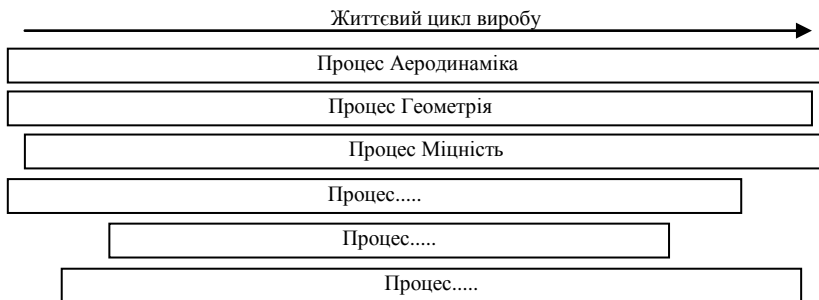 Життєвий цикл виробу
Процес Аеродинаміка
Процес Геометрія
Процес Міцність
Процес.....
Процес.....
Процес.....